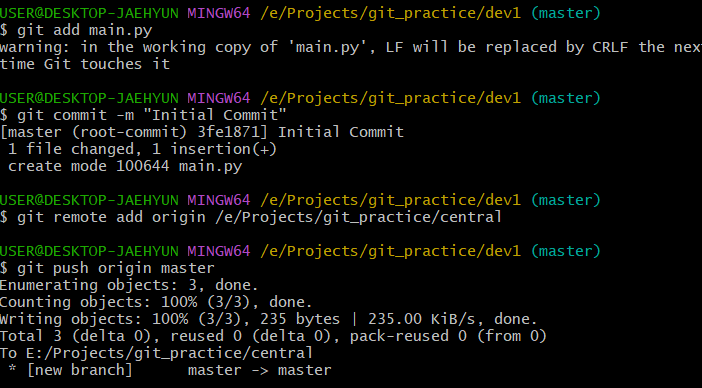 USER@DESKTOP-JAEHYUN MINGW64 /e/Projects/git_practice/dev1 (master)
$ git add main.py
warning: in the working copy of 'main.py', LF will be replaced by CRLF the next
time Git touches it
USER@DESKTOP-JAEHYUN MINGW64 /e/Projects/git_practice/dev1 (master)
$ git commit -m "Initial Commit"
[master (root-commit) 3fe1871] Initial Commit
 1 file changed, 1 insertion(+)
 create mode 100644 main.py
USER@DESKTOP-JAEHYUN MINGW64 /e/Projects/git_practice/dev1 (master)
$ git remote add origin /e/Projects/git_practice/central
USER@DESKTOP-JAEHYUN MINGW64 /e/Projects/git_practice/dev1 (master)
$ git push origin master
Enumerating objects: 3, done.
Counting objects: 100% (3/3), done.
Writing objects: 100% (3/3), 235 bytes | 235.00 KiB/s, done.
Total 3 (delta 0), reused 0 (delta 0), pack-reused 0 (from 0)
To E:/Projects/git_practice/central
 * [new branch]      master -> master